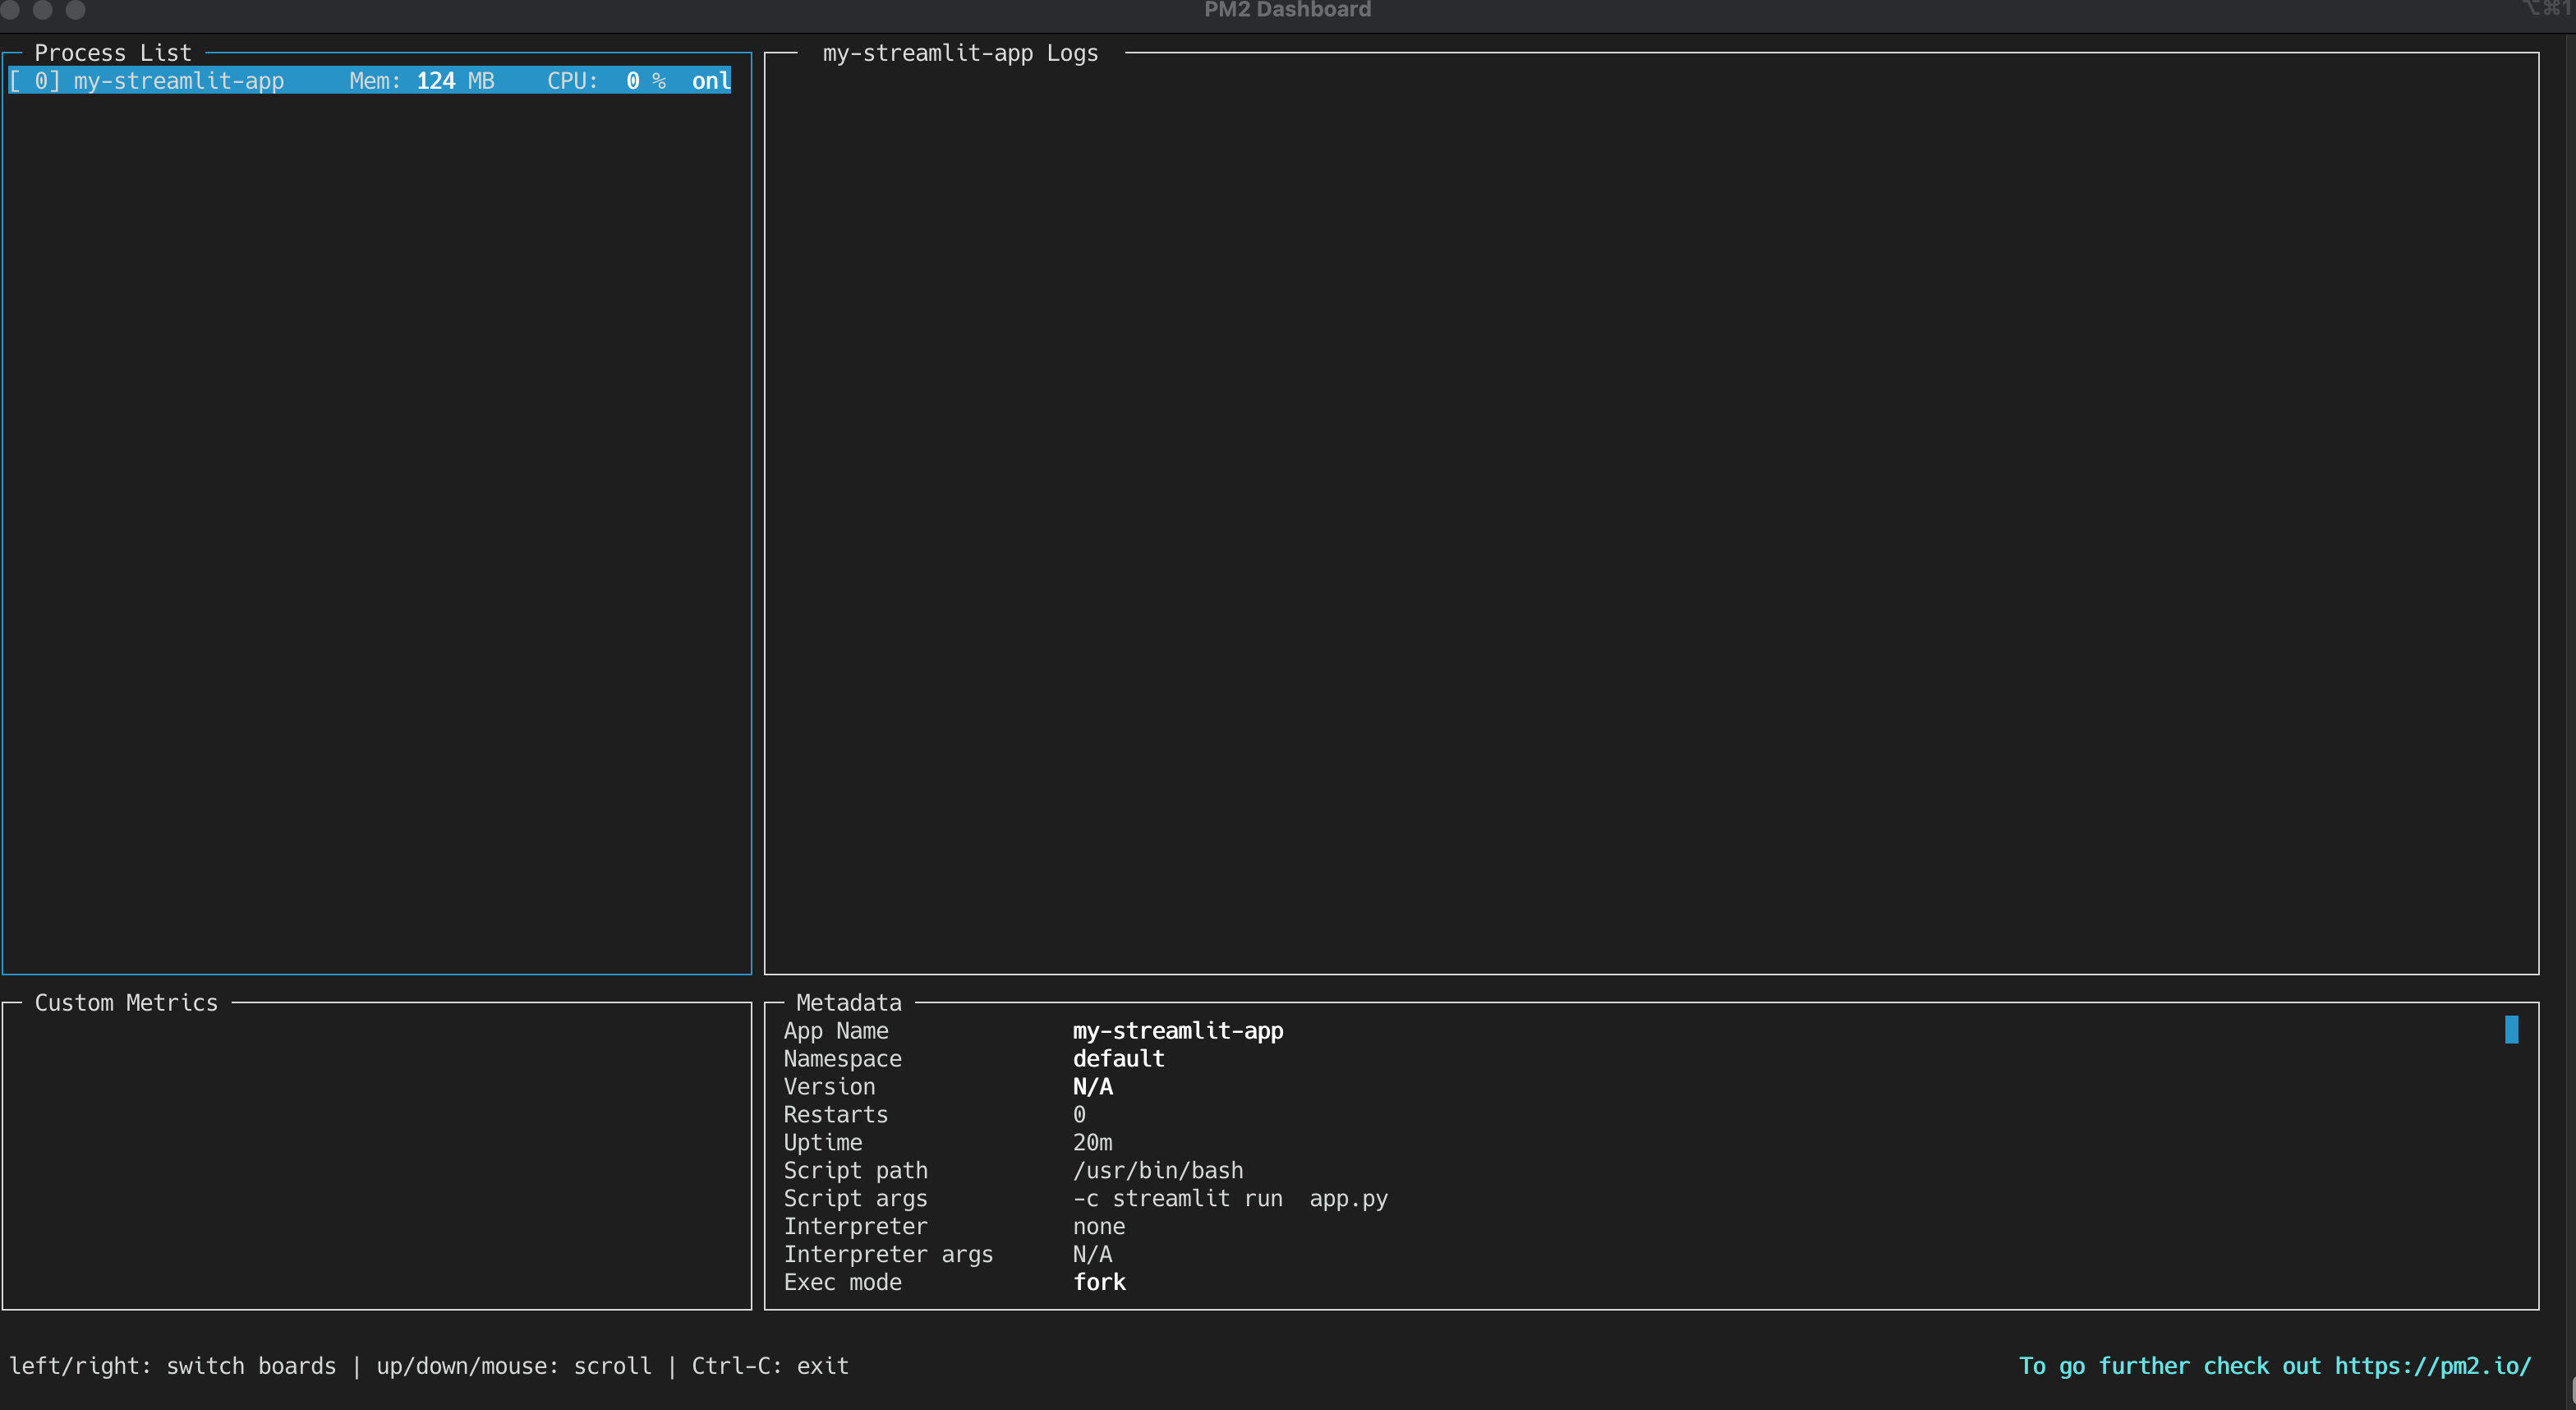 PM2 Dashboard
⌥⌘1
Process List
[ 0] my-streamlit-app Mem: 124 MB CPU: 0 % onl
my-streamlit-app Logs
Custom Metrics
Metadata
App Name my-streamlit-app
Namespace default
Version N/A
Restarts 0
Uptime 20m
Script path /usr/bin/bash
Script args -c streamlit run  app.py
Interpreter none
Interpreter args N/A
Exec mode fork
left/right: switch boards | up/down/mouse: scroll | Ctrl-C: exit
To go further check out https://pm2.io/